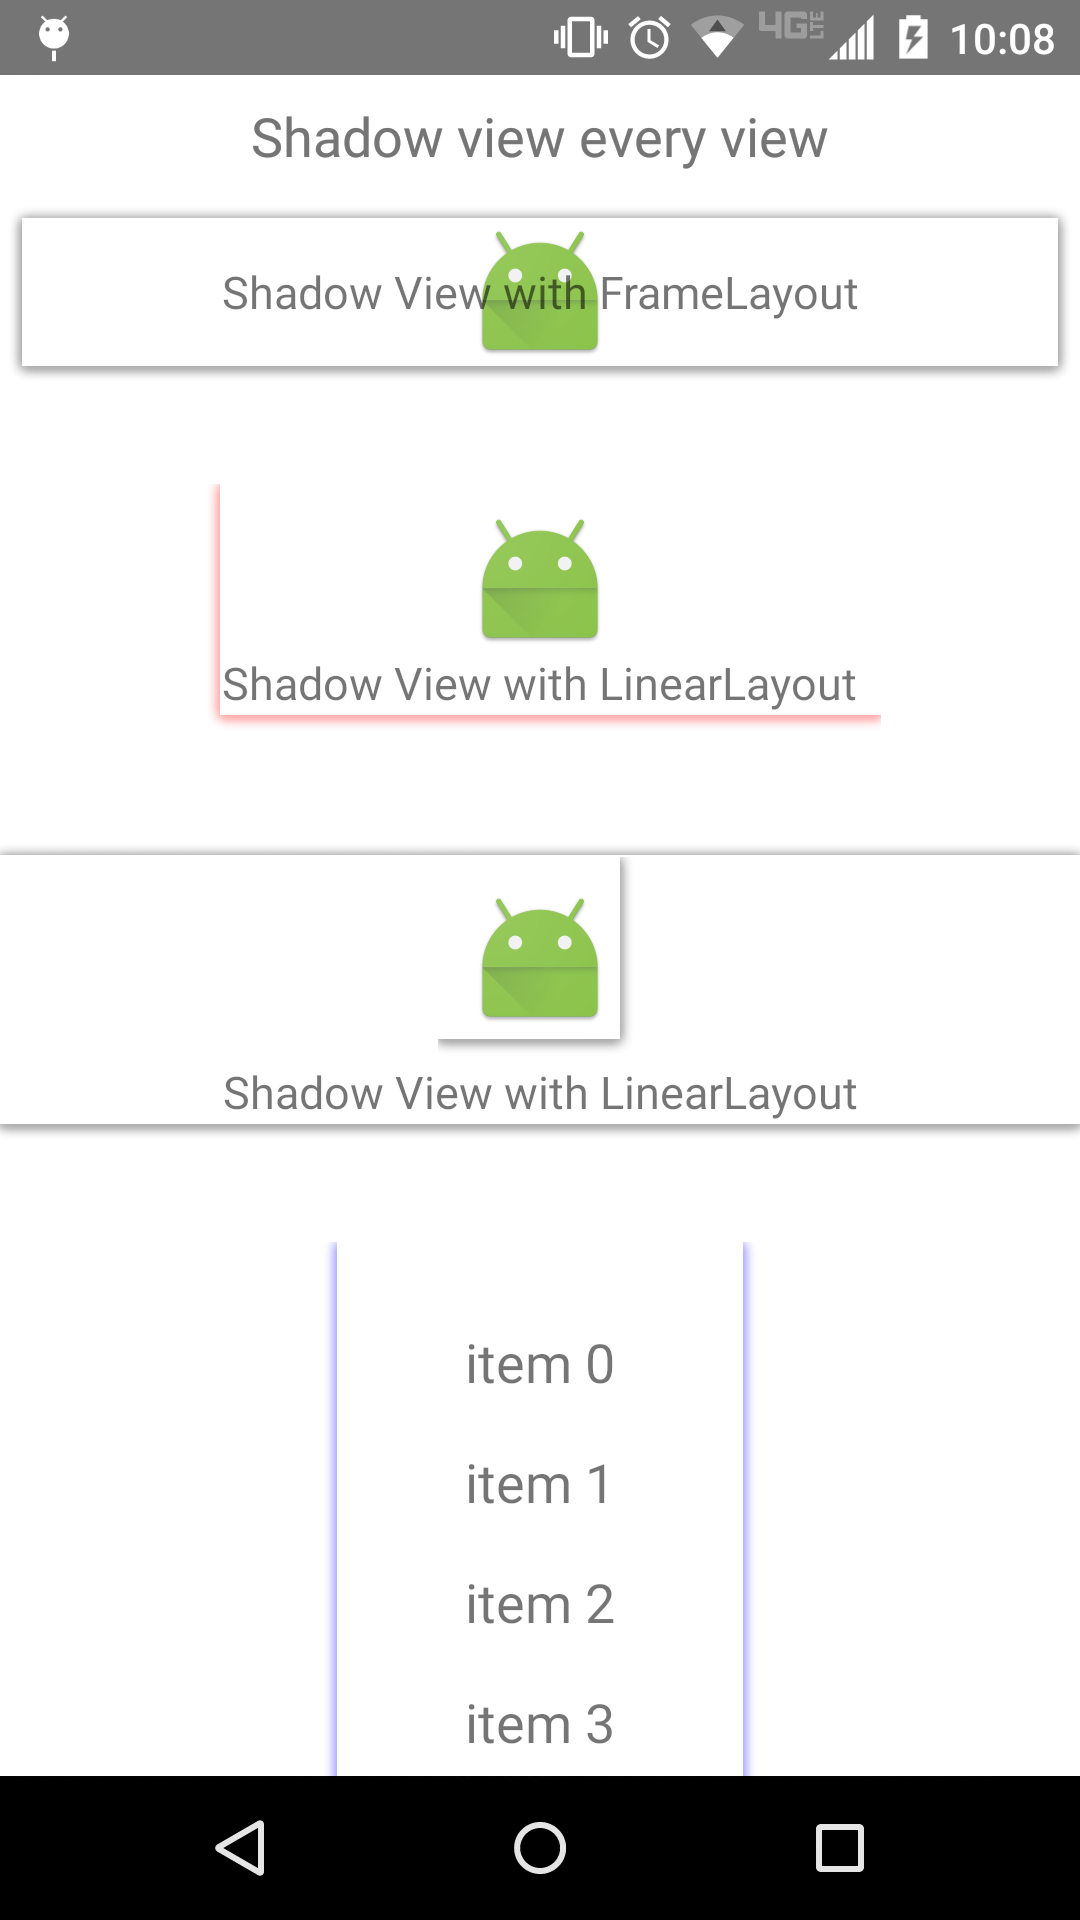 4G LTE 10:08
Shadow view every view
Shadow View with FrameLayout
Shadow View with LinearLayout
Shadow View with LinearLayout
item 0
item 1
item 2
item 3